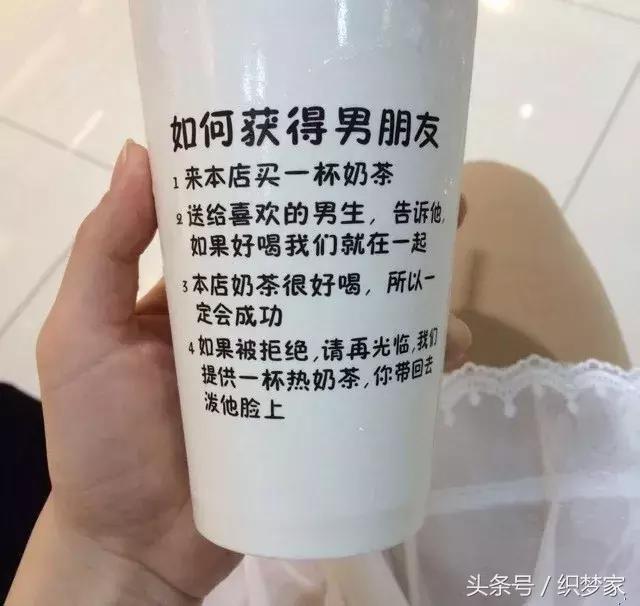 如何获得男朋友
1 来本店买一杯奶茶
2 送给喜欢的男生，告诉他，
如果好喝我们就在一起
3 本店奶茶很好喝，所以一
定会成功
4 如果被拒绝，请再光临，我们
提供一杯热奶茶，你带回去
泼他脸上
头条号／织梦家